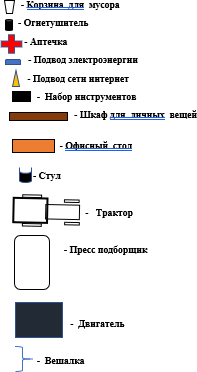 - Корзина для мусора
- Огнетушитель
- Аптечка
- Подвод электроэнергии
- Подвод сети интернет
- Набор инструментов
- Шкаф для личных вещей
- Офисный стол
- Стул
- Трактор
- Пресс подборщик
- Двигатель
- Вешалка